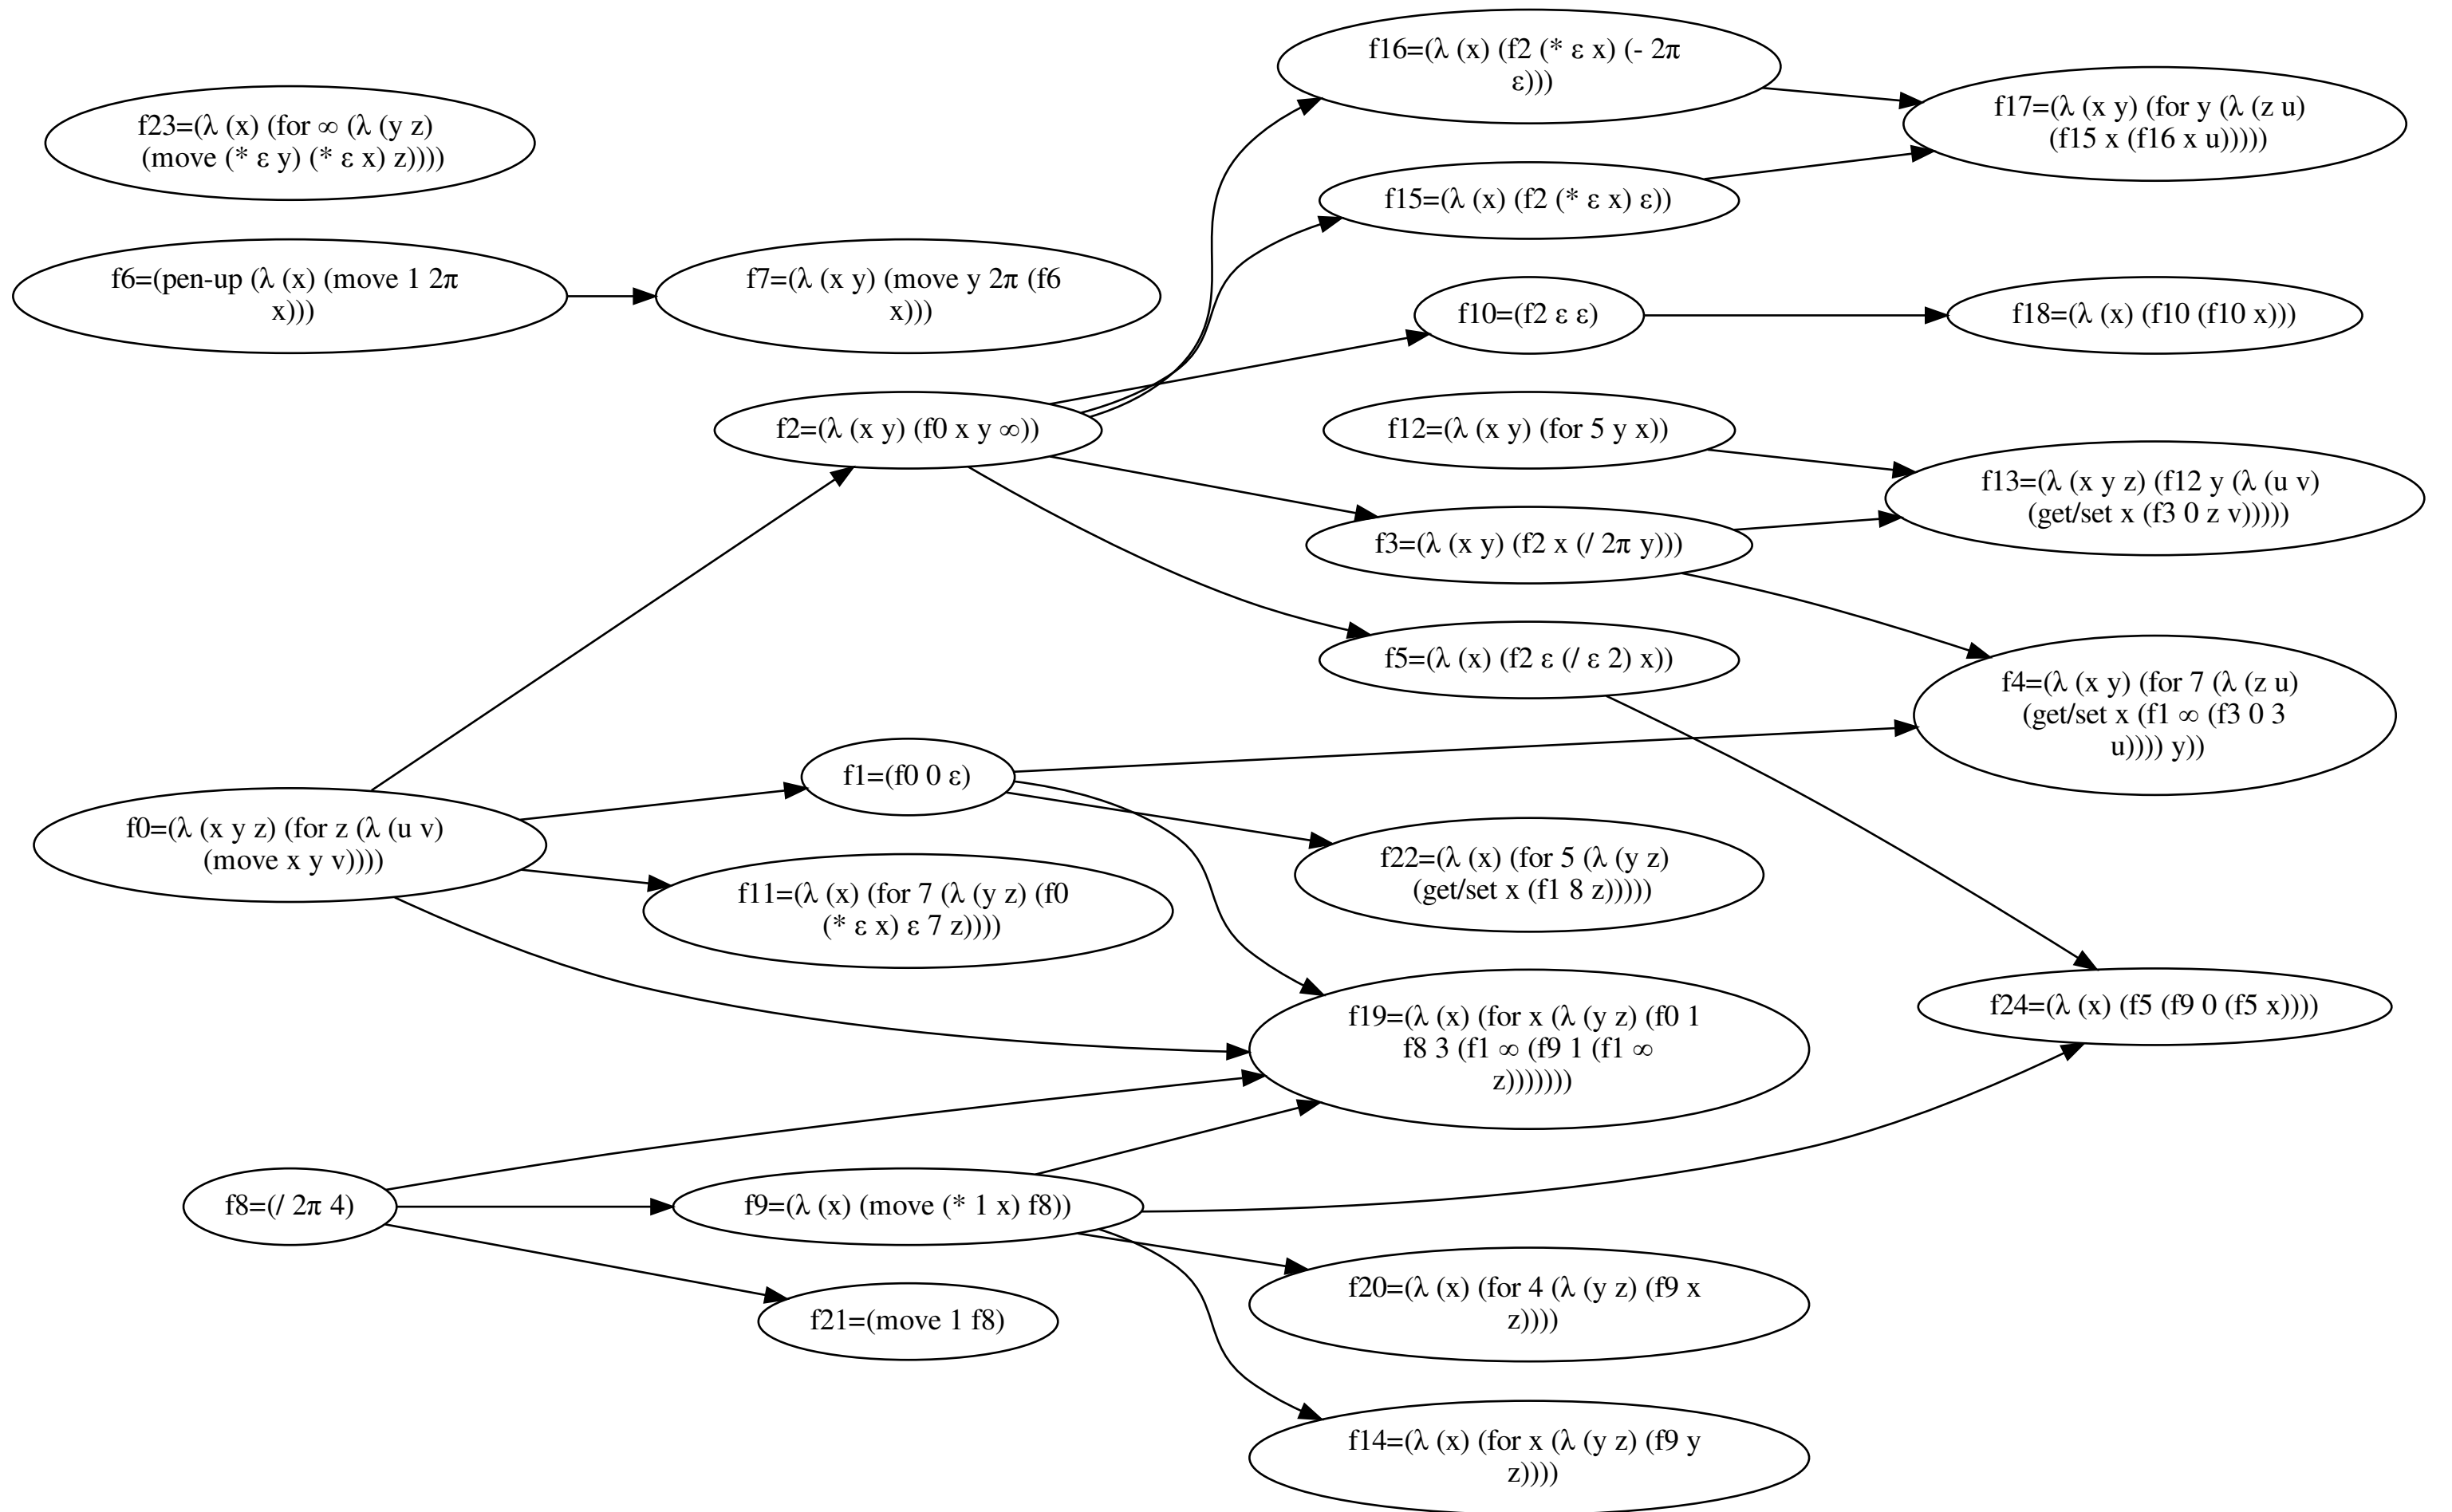 f23=(λ (x) (for ∞ (λ (y z)
(move (* ε y) (* ε x) z))))
f6=(pen-up (λ (x) (move 1 2π
x)))
f0=(λ (x y z) (for z (λ (u v)
(move x y v))))
f8=(/ 2π 4)
f7=(λ (x y) (move y 2π (f6
x)))
f2=(λ (x y) (f0 x y ∞))
f1=(f0 0 ε)
f11=(λ (x) (for 7 (λ (y z) (f0
(* ε x) ε 7 z))))
f9=(λ (x) (move (* 1 x) f8))
f21=(move 1 f8)
f16=(λ (x) (f2 (* ε x) (- 2π
ε)))
f15=(λ (x) (f2 (* ε x) ε))
f10=(f2 ε ε)
f12=(λ (x y) (for 5 y x))
f3=(λ (x y) (f2 x (/ 2π y)))
f5=(λ (x) (f2 ε (/ ε 2) x))
f22=(λ (x) (for 5 (λ (y z)
(get/set x (f1 8 z)))))
f19=(λ (x) (for x (λ (y z) (f0 1
f8 3 (f1 ∞ (f9 1 (f1 ∞
z)))))))
f20=(λ (x) (for 4 (λ (y z) (f9 x
z))))
f14=(λ (x) (for x (λ (y z) (f9 y
z))))
f17=(λ (x y) (for y (λ (z u)
(f15 x (f16 x u)))))
f18=(λ (x) (f10 (f10 x)))
f13=(λ (x y z) (f12 y (λ (u v)
(get/set x (f3 0 z v)))))
f4=(λ (x y) (for 7 (λ (z u)
(get/set x (f1 ∞ (f3 0 3
u)))) y))
f24=(λ (x) (f5 (f9 0 (f5 x))))